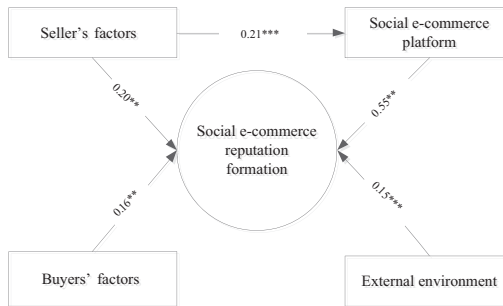 Seller's factors
0.21***
Social e-commerce
platform
0.20**
0.55**
Social e-commerce
reputation
formation
0.16**
0.15***
Buyers' factors
External environment